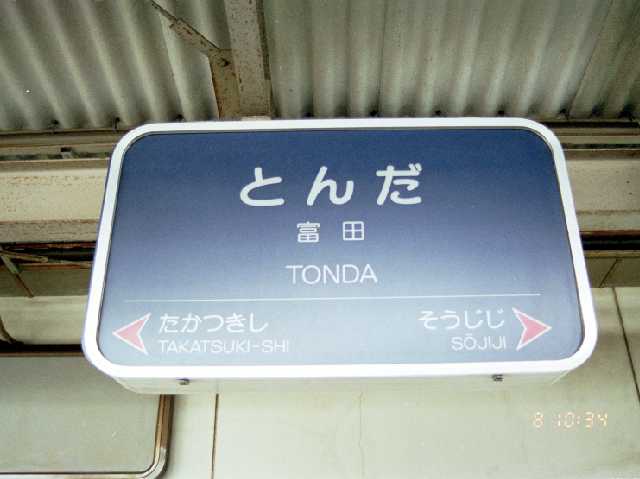 とんだ
富田
TONDA
たかつきし そうじじ
TAKATSUKI-SHI SŌJIJI
8 10:34